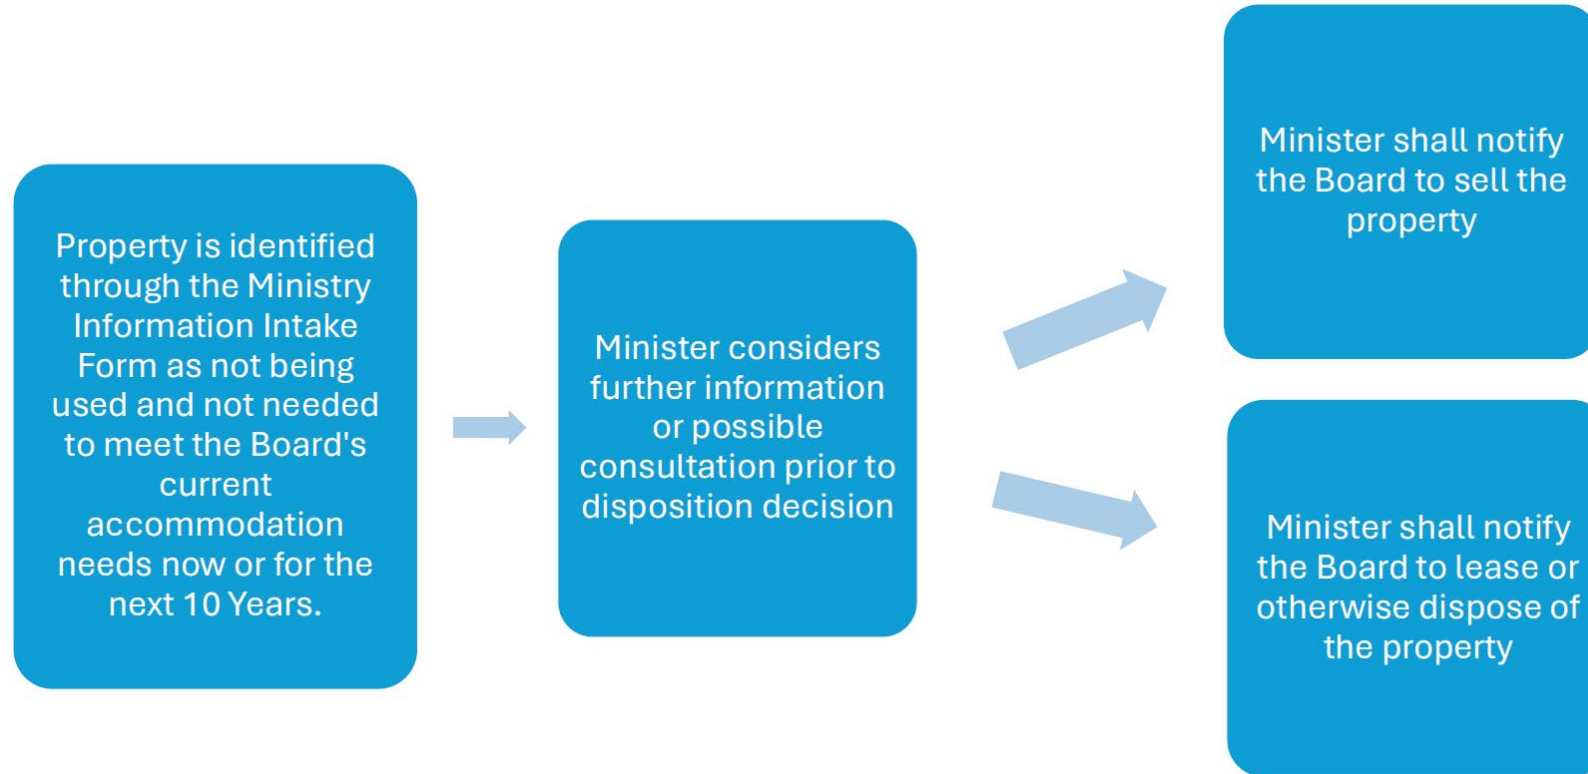 Property is identified
through the Ministry
Information Intake
Form as not being
used and not needed
to meet the Board's
current
accommodation
needs now or for the
next 10 Years.
Minister considers
further information
or possible
consultation prior to
disposition decision
Minister shall notify
the Board to sell the
property
Minister shall notify
the Board to lease or
otherwise dispose of
the property